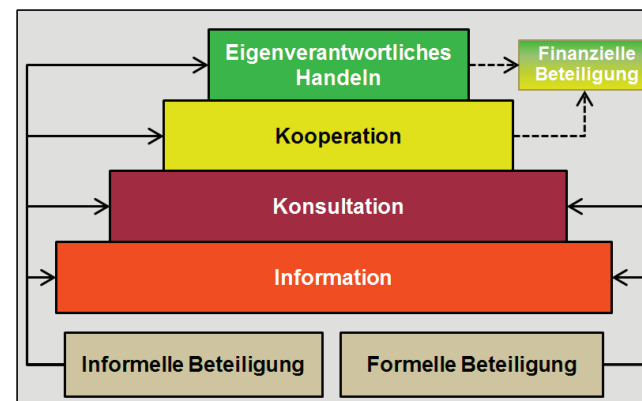 Eigenverantwortliches
Handeln
Finanzielle
Beteiligung
Kooperation
Konsultation
Information
Informelle Beteiligung
Formelle Beteiligung